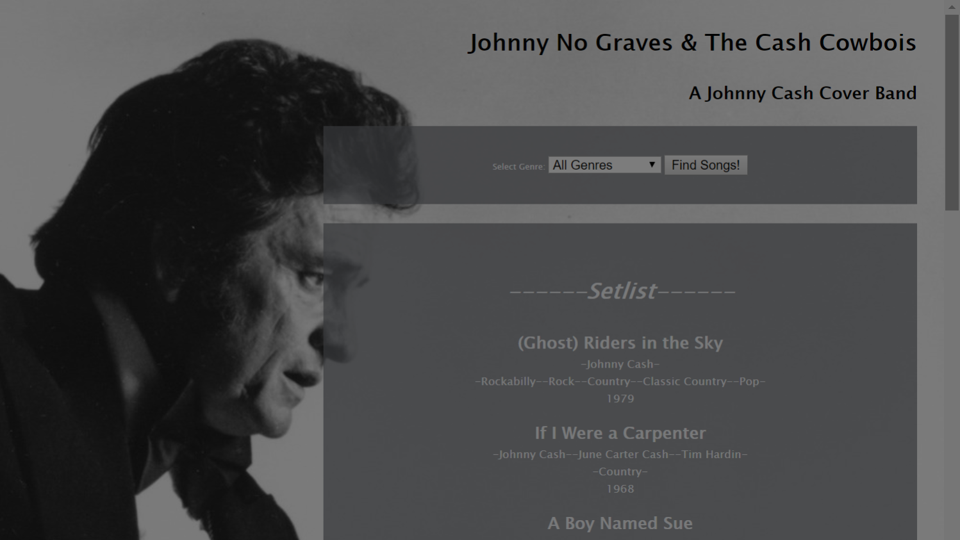 Johnny No Graves & The Cash Cowbois
A Johnny Cash Cover Band
Select Genre: All Genres Find Songs!
------Setlist------
(Ghost) Riders in the Sky
-Johnny Cash-
-Rockabilly--Rock--Country--Classic Country--Pop-
1979
If I Were a Carpenter
-Johnny Cash--June Carter Cash--Tim Hardin-
-Country-
1968
A Boy Named Sue